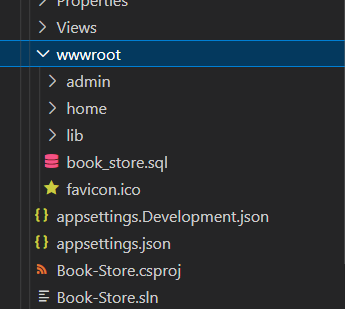 Properties
Views
wwwroot
admin
home
lib
book_store.sql
favicon.ico
appsettings.Development.json
appsettings.json
Book-Store.csproj
Book-Store.sln